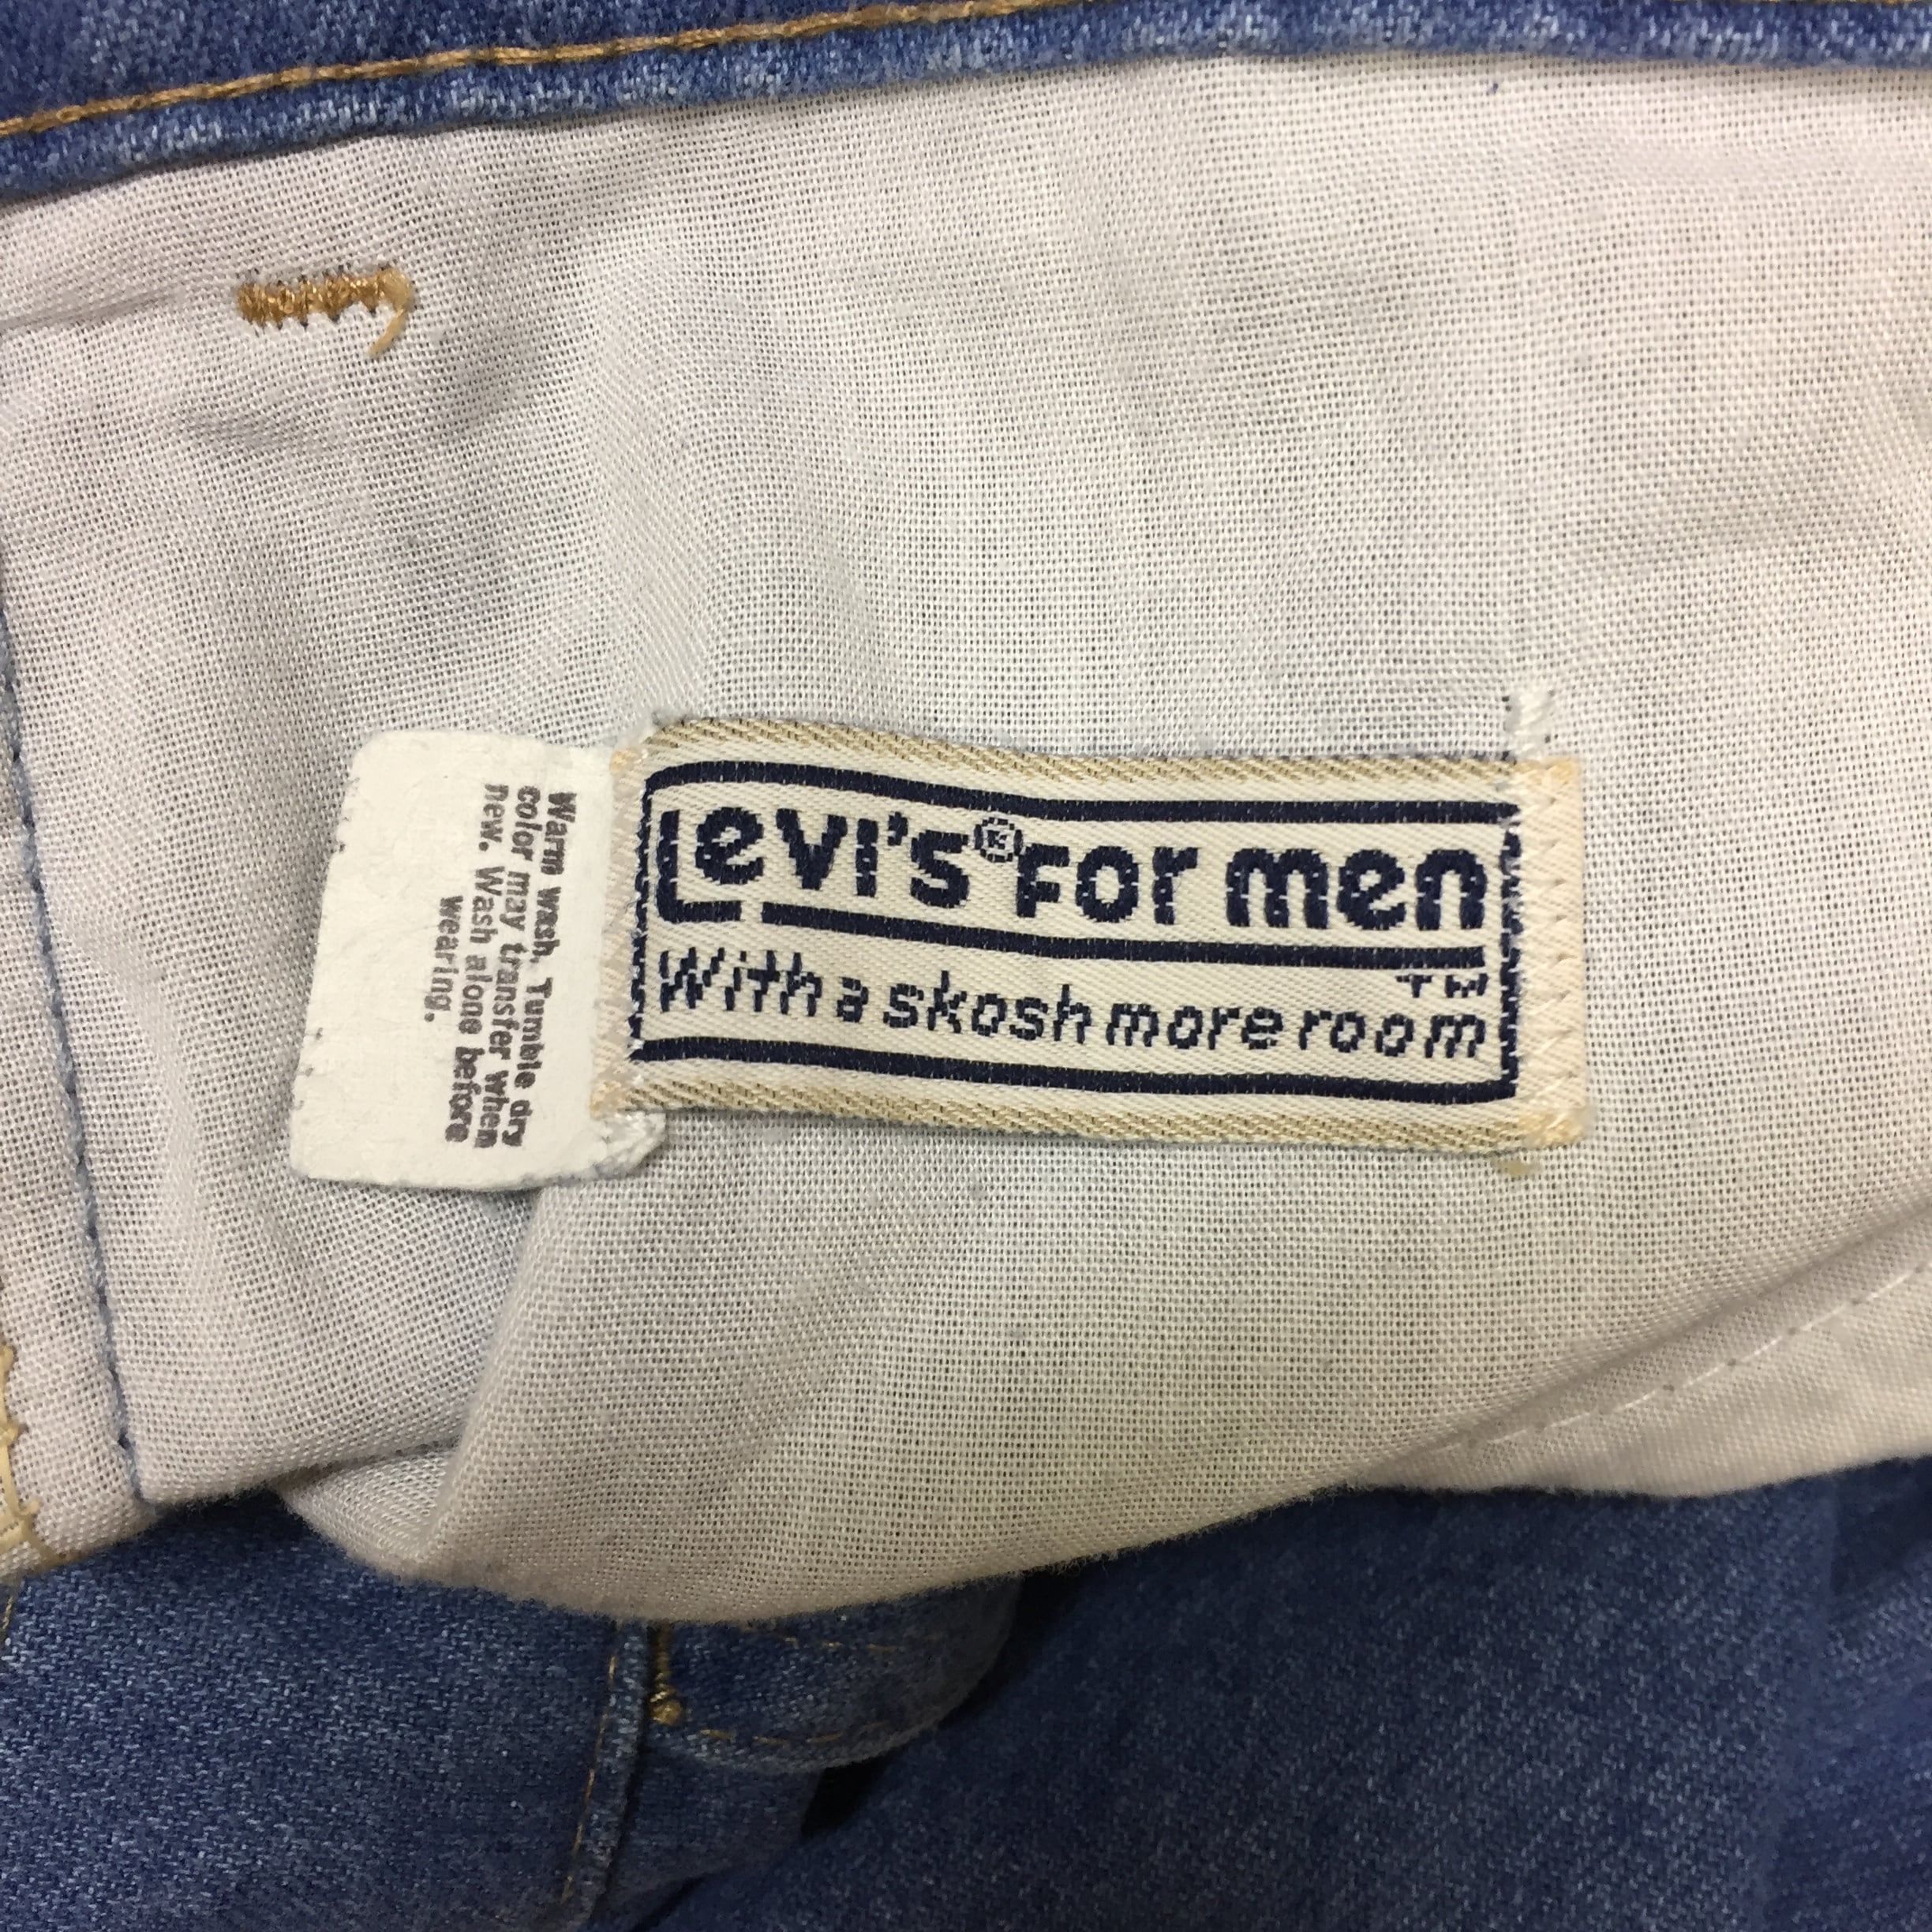 Levi's® For men
With a skosh more room™
Warm wash. Tumble dry
color may transfer when
new. Wash alone before
wearing.